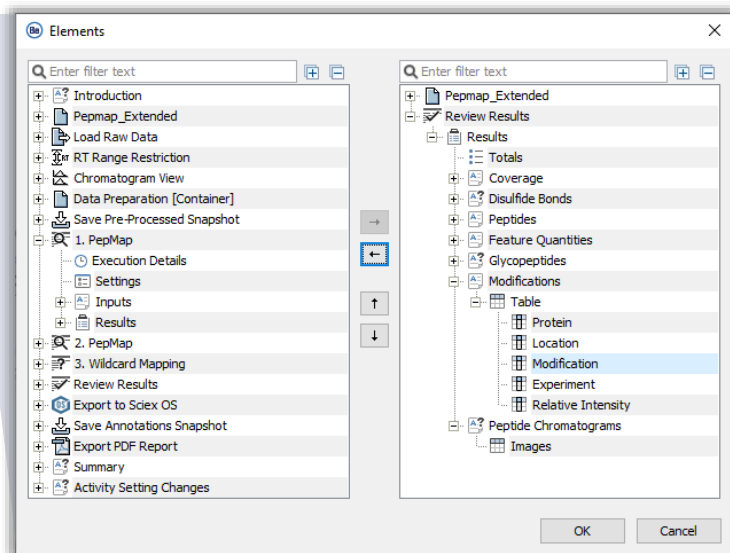 Elements
Enter filter text
Introduction
Pepmap_Extended
Load Raw Data
RT Range Restriction
Chromatogram View
Data Preparation [Container]
Save Pre-Processed Snapshot
1. PepMap
Execution Details
Settings
Inputs
Results
2. PepMap
3. Wildcard Mapping
Review Results
Export to Sciex OS
Save Annotations Snapshot
Export PDF Report
Summary
Activity Setting Changes
Enter filter text
Pepmap_Extended
Review Results
Results
Totals
Coverage
Disulfide Bonds
Peptides
Feature Quantities
Glycopeptides
Modifications
Table
Protein
Location
Modification
Experiment
Relative Intensity
Peptide Chromatograms
Images
OK
Cancel